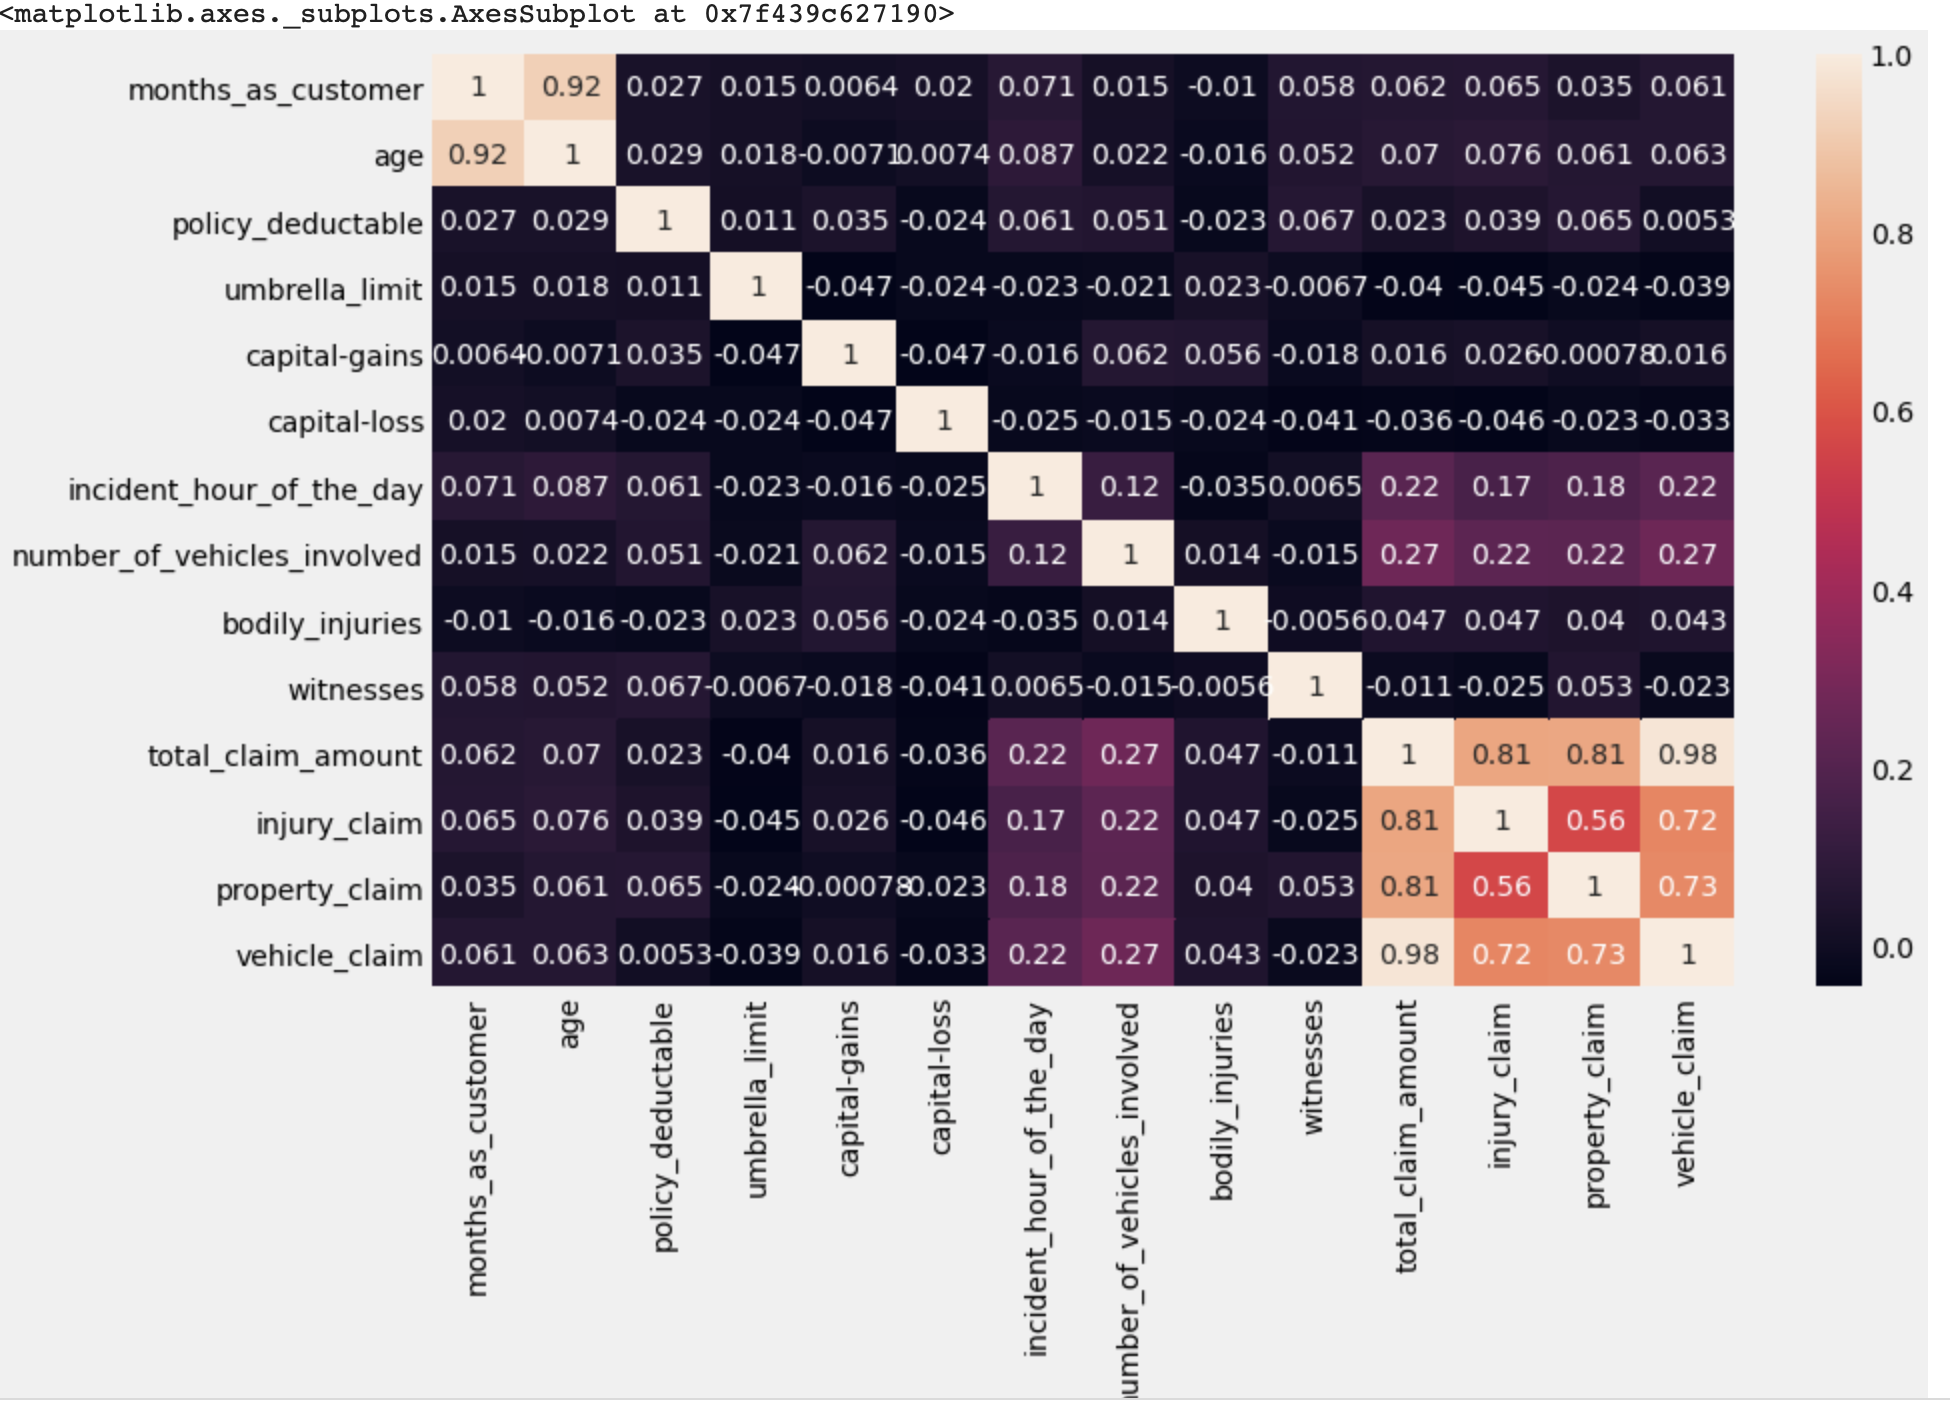 <matplotlib.axes._subplots.AxesSubplot at 0x7f439c627190>
months_as_customer 1 0.92 0.027 0.015 0.0064 0.02 0.071 0.015 -0.01 0.058 0.062 0.065 0.035 0.061
age 0.92 1 0.029 0.018 -0.0071 0.0074 0.087 0.022 -0.016 0.052 0.07 0.076 0.061 0.063
policy_deductable 0.027 0.029 1 0.011 0.035 -0.024 0.061 0.051 -0.023 0.067 0.023 0.039 0.065 0.0053
umbrella_limit 0.015 0.018 0.011 1 -0.047 -0.024 -0.023 -0.021 0.023 -0.0067 -0.04 -0.045 -0.024 -0.039
capital-gains 0.0064 -0.0071 0.035 -0.047 1 -0.047 -0.016 0.062 0.056 -0.018 0.016 0.026 -0.00078 0.016
capital-loss 0.02 0.0074 -0.024 -0.024 -0.047 1 -0.025 -0.015 -0.024 -0.041 -0.036 -0.046 -0.023 -0.033
incident_hour_of_the_day 0.071 0.087 0.061 -0.023 -0.016 -0.025 1 0.12 -0.035 0.0065 0.22 0.17 0.18 0.22
number_of_vehicles_involved 0.015 0.022 0.051 -0.021 0.062 -0.015 0.12 1 0.014 -0.015 0.27 0.22 0.22 0.27
bodily_injuries -0.01 -0.016 -0.023 0.023 0.056 -0.024 -0.035 0.014 1 -0.0056 0.047 0.047 0.04 0.043
witnesses 0.058 0.052 0.067 -0.0067 -0.018 -0.041 0.0065 -0.015 -0.0056 1 -0.011 -0.025 0.053 -0.023
total_claim_amount 0.062 0.07 0.023 -0.04 0.016 -0.036 0.22 0.27 0.047 -0.011 1 0.81 0.81 0.98
injury_claim 0.065 0.076 0.039 -0.045 0.026 -0.046 0.17 0.22 0.047 -0.025 0.81 1 0.56 0.72
property_claim 0.035 0.061 0.065 -0.024 -0.00078 -0.023 0.18 0.22 0.04 0.053 0.81 0.56 1 0.73
vehicle_claim 0.061 0.063 0.0053 -0.039 0.016 -0.033 0.22 0.27 0.043 -0.023 0.98 0.72 0.73 1
months_as_customer
age
policy_deductable
umbrella_limit
capital-gains
capital-loss
incident_hour_of_the_day
umber_of_vehicles_involved
bodily_injuries
witnesses
total_claim_amount
injury_claim
property_claim
vehicle_claim
1.0
0.8
0.6
0.4
0.2
0.0